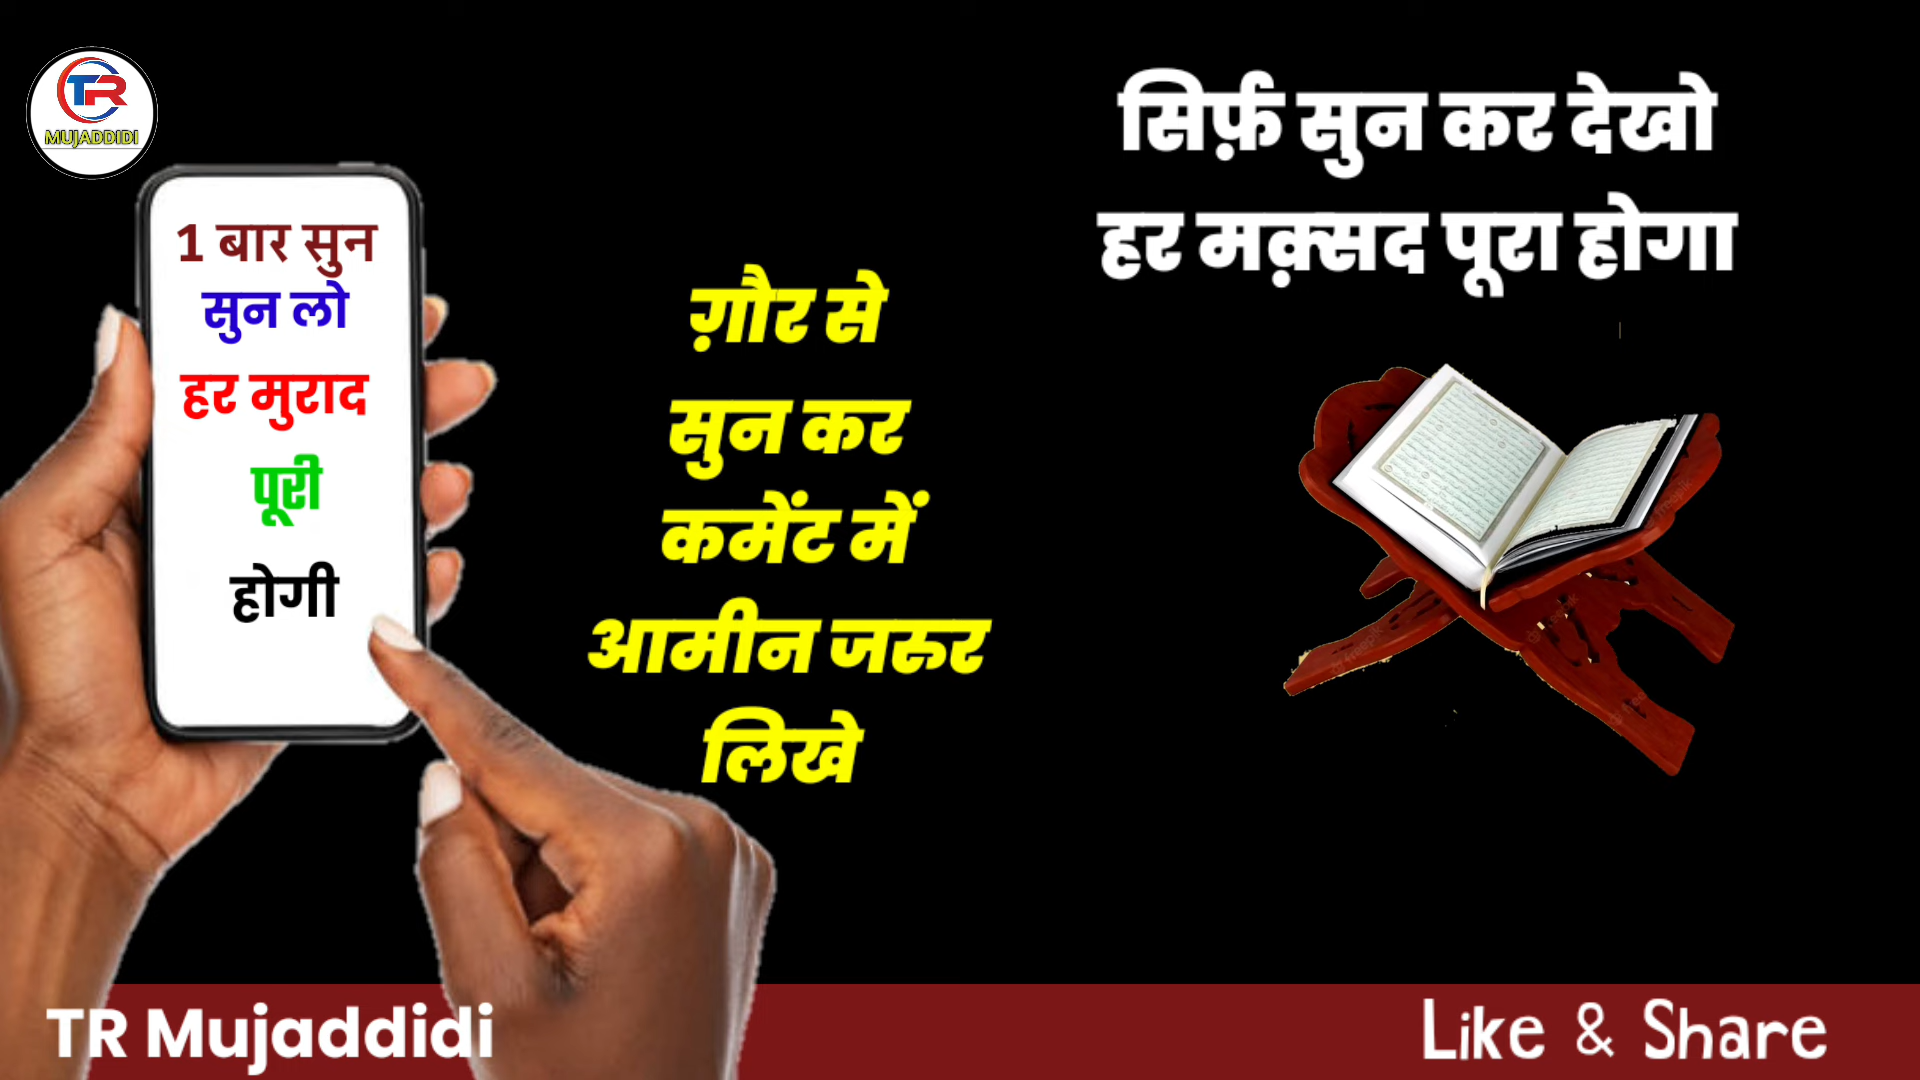 TR
MUJADDIDI
1 बार सुन
सुन लो
हर मुराद
पूरी
होगी
ग़ौर से
सुन कर
कमेंट में
आमीन जरुर
लिखे
सिर्फ़ सुन कर देखो
हर मक़्सद पूरा होगा
TR Mujaddidi
Like & Share